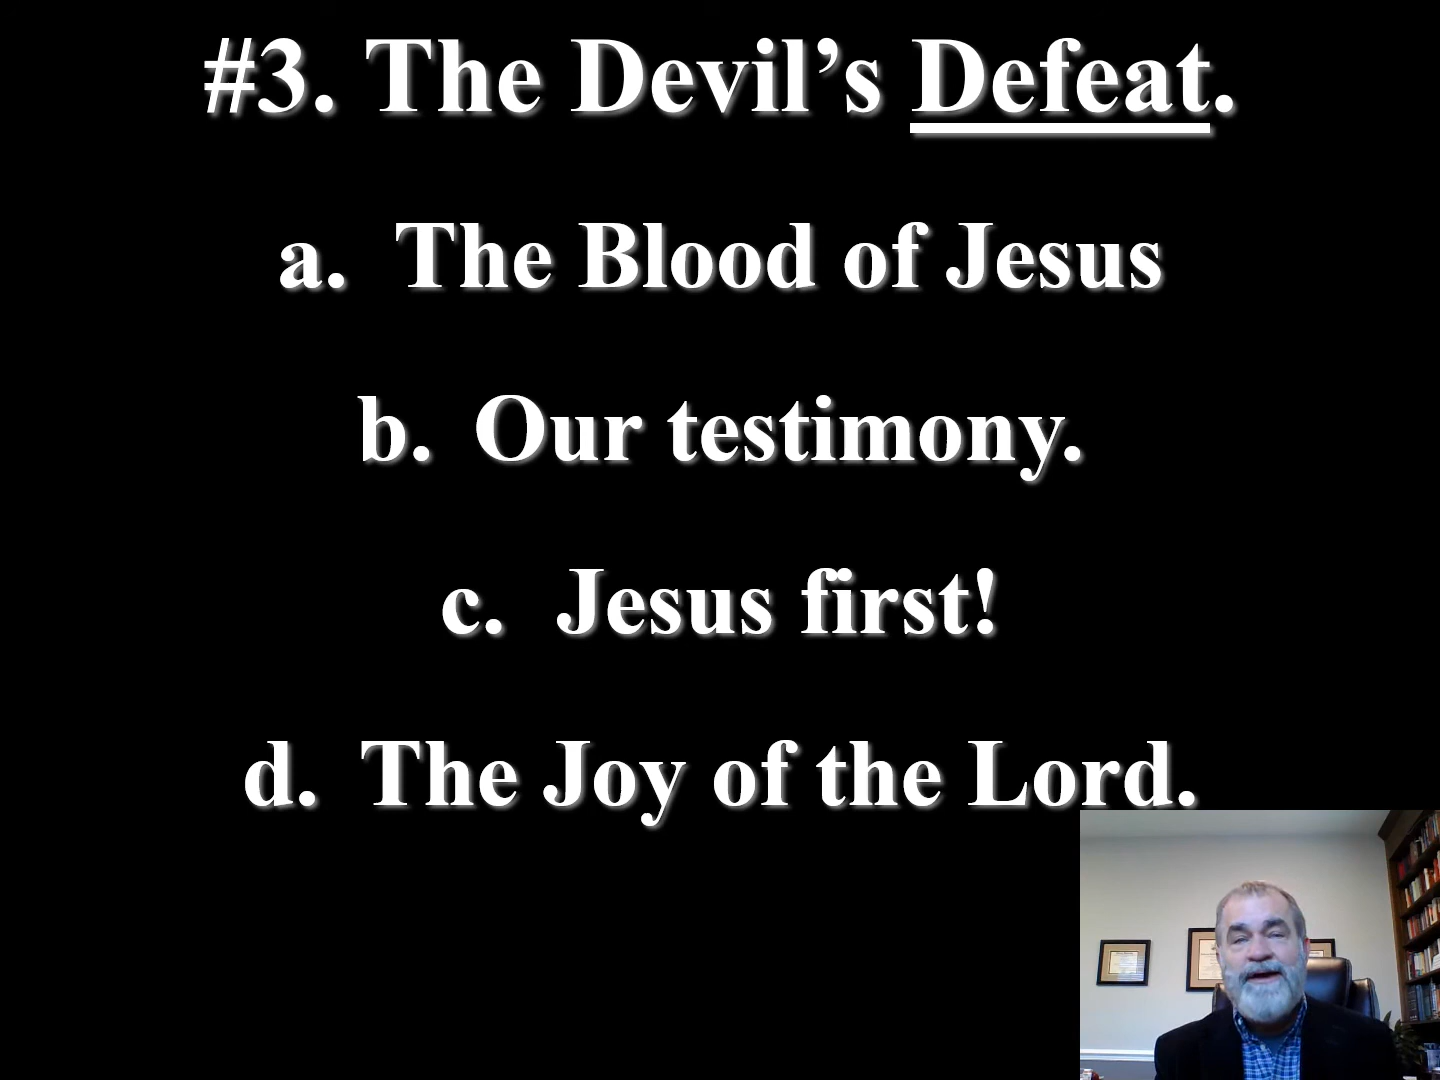 #3. The Devil’s Defeat.
a. The Blood of Jesus
b. Our testimony.
c. Jesus first!
d. The Joy of the Lord.